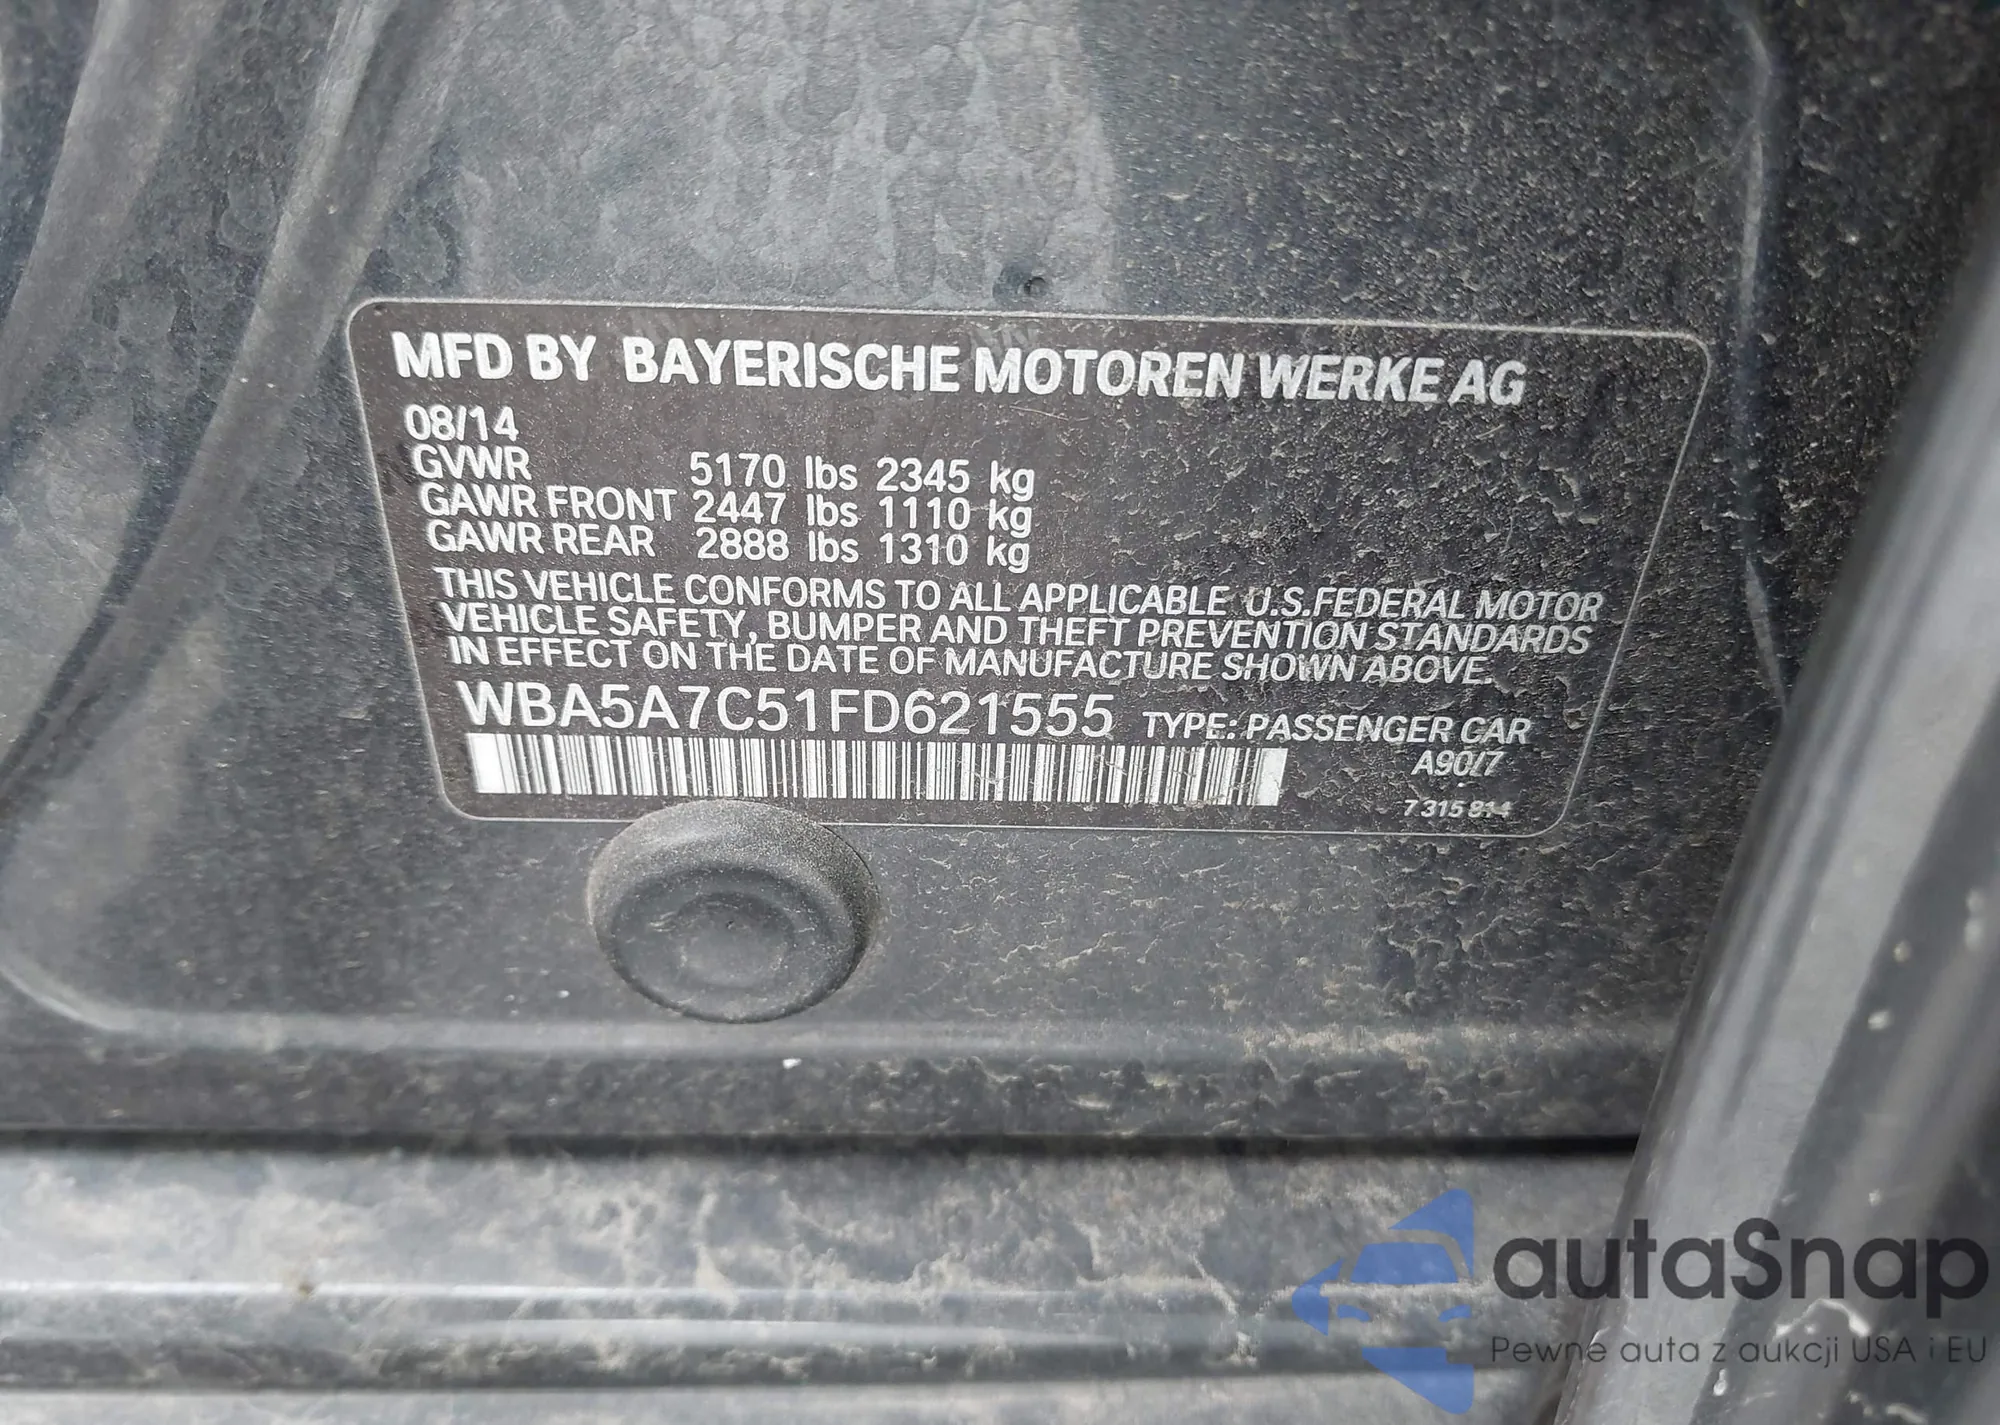 MFD BY BAYERISCHE MOTOREN WERKE AG
08/14
GVWR 5170 lbs 2345 kg
GAWR FRONT 2447 lbs 1110 kg
GAWR REAR 2888 lbs 1310 kg
THIS VEHICLE CONFORMS TO ALL APPLICABLE U.S.FEDERAL MOTOR
VEHICLE SAFETY, BUMPER AND THEFT PREVENTION STANDARDS
IN EFFECT ON THE DATE OF MANUFACTURE SHOWN ABOVE.
WBA5A7C51FD621555 TYPE: PASSENGER CAR
A90/7
7 315 814
autaSnap
Pewne auta z aukcji USA i EU